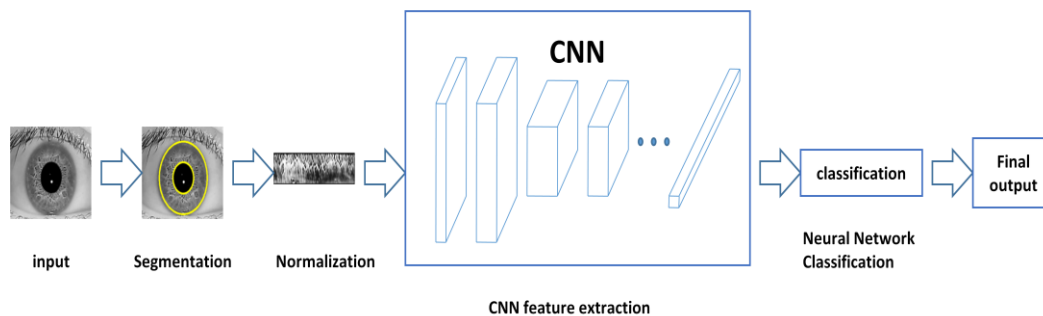 CNN
classification
Final
output
input
Segmentation
Normalization
Neural Network
Classification
CNN feature extraction